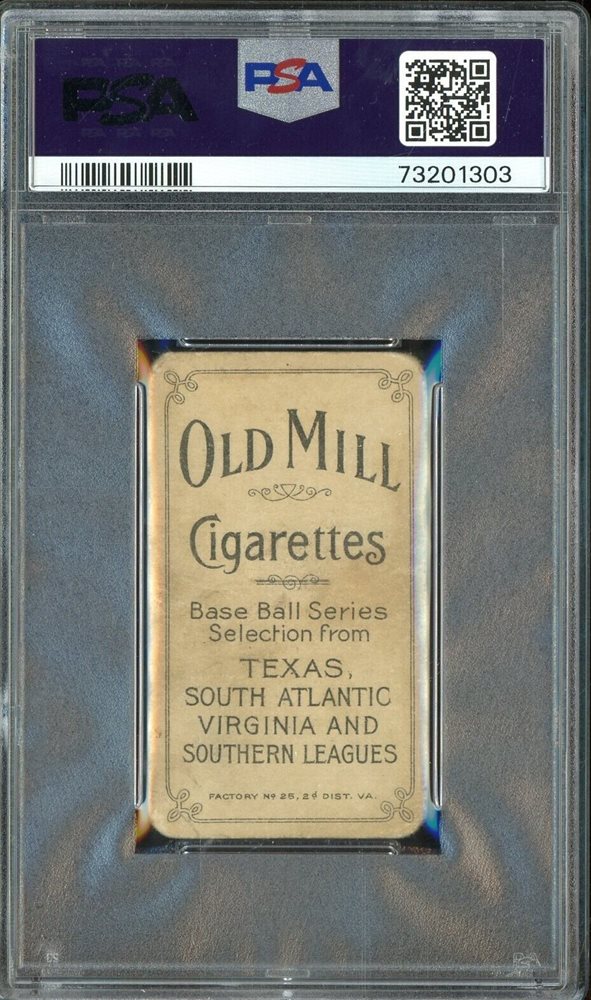 PSA
PSA
73201303
OLD MILL
Cigarettes
Base Ball Series
Selection from
TEXAS,
SOUTH ATLANTIC
VIRGINIA AND
SOUTHERN LEAGUES
FACTORY Nº 25, 2d DIST. VA.
PSA